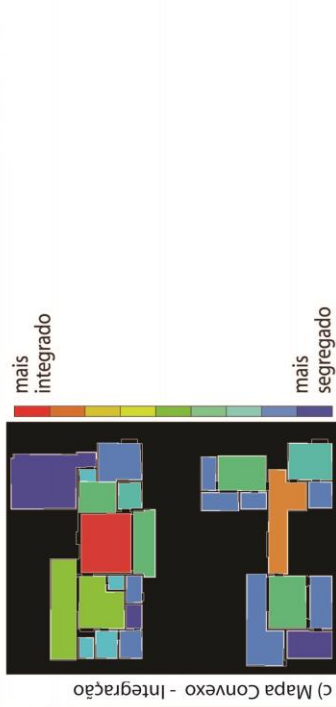 mais
integrado
mais
segregado
c) Mapa Convexo - Integração